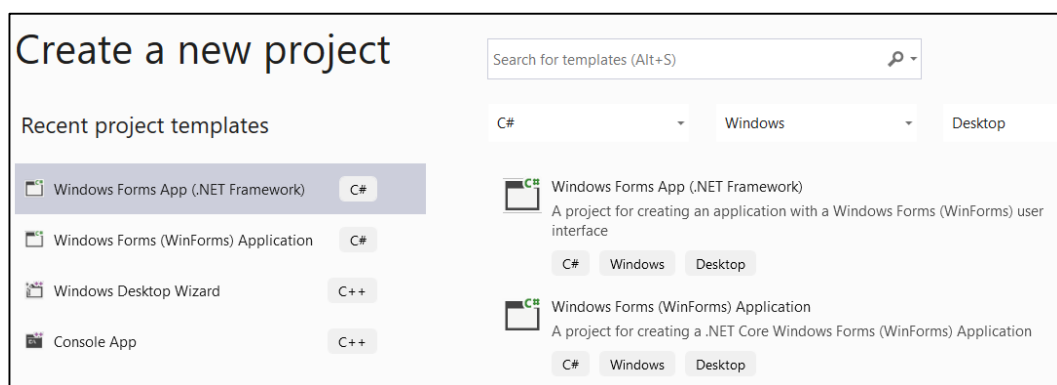 Create a new project
Search for templates (Alt+S)
Recent project templates
C#
Windows
Desktop
Windows Forms App (.NET Framework)
C#
Windows Forms (WinForms) Application
C#
Windows Desktop Wizard
C++
Console App
C++
Windows Forms App (.NET Framework)
A project for creating an application with a Windows Forms (WinForms) user
interface
C#
Windows
Desktop
Windows Forms (WinForms) Application
A project for creating a .NET Core Windows Forms (WinForms) Application
C#
Windows
Desktop